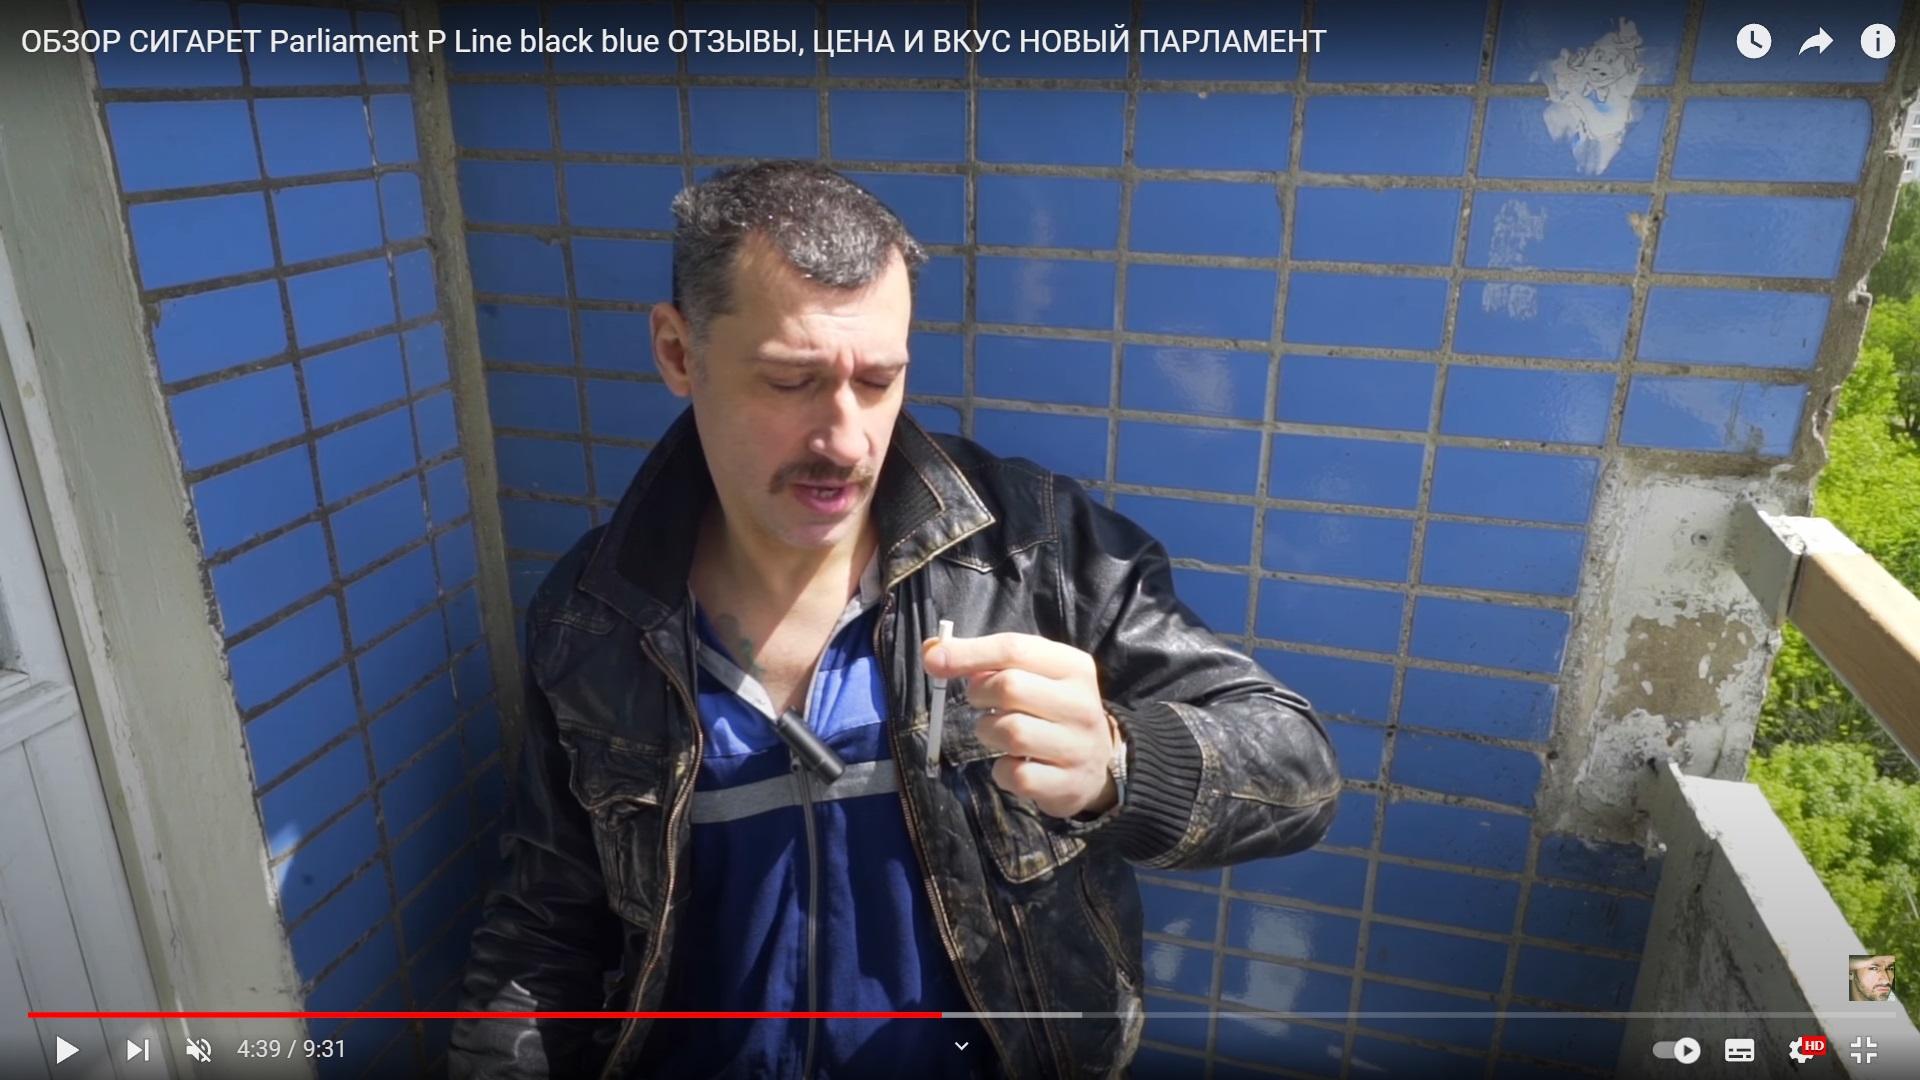 ОБЗОР СИГАРЕТ Parliament P Line black blue ОТЗЫВЫ, ЦЕНА И ВКУС НОВЫЙ ПАРЛАМЕНТ
4:39 / 9:31
HD